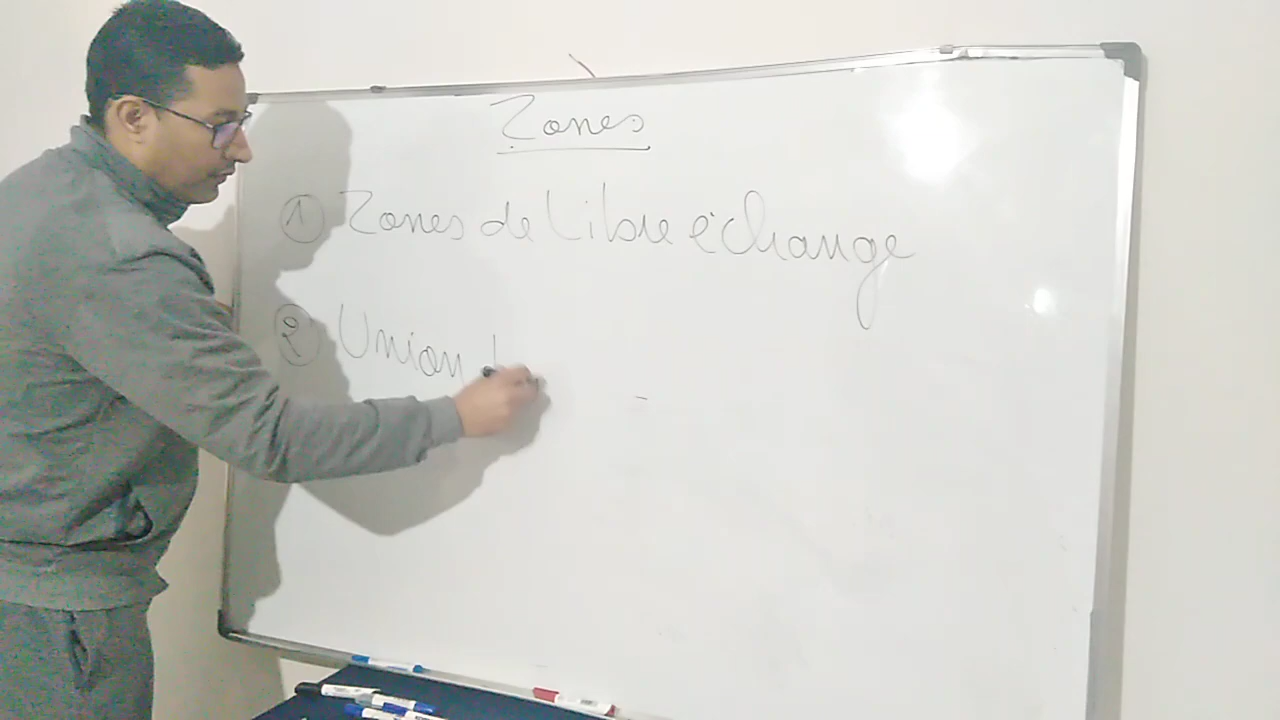 Zones
① Zones de Libre échange
② Union